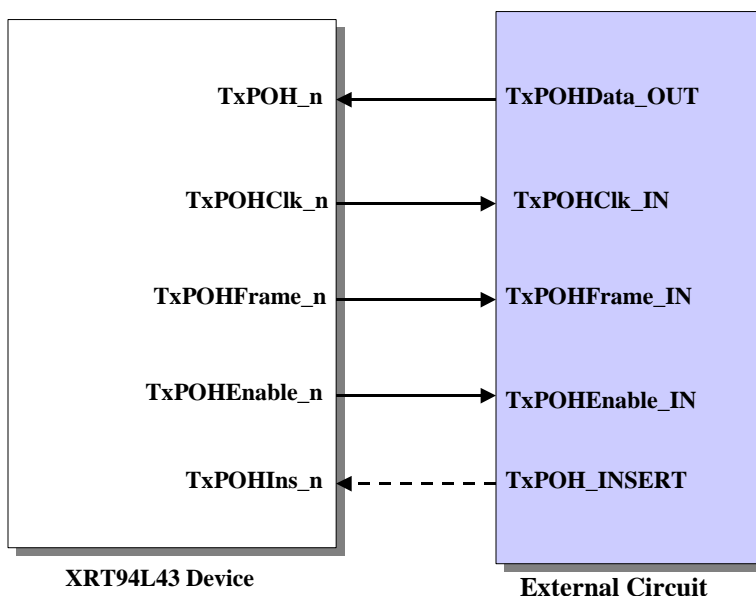 TxPOH_n TxPOHData_OUT
TxPOHClk_n TxPOHClk_IN
TxPOHFrame_n TxPOHFrame_IN
TxPOHEnable_n TxPOHEnable_IN
TxPOHIns_n TxPOH_INSERT
XRT94L43 Device External Circuit